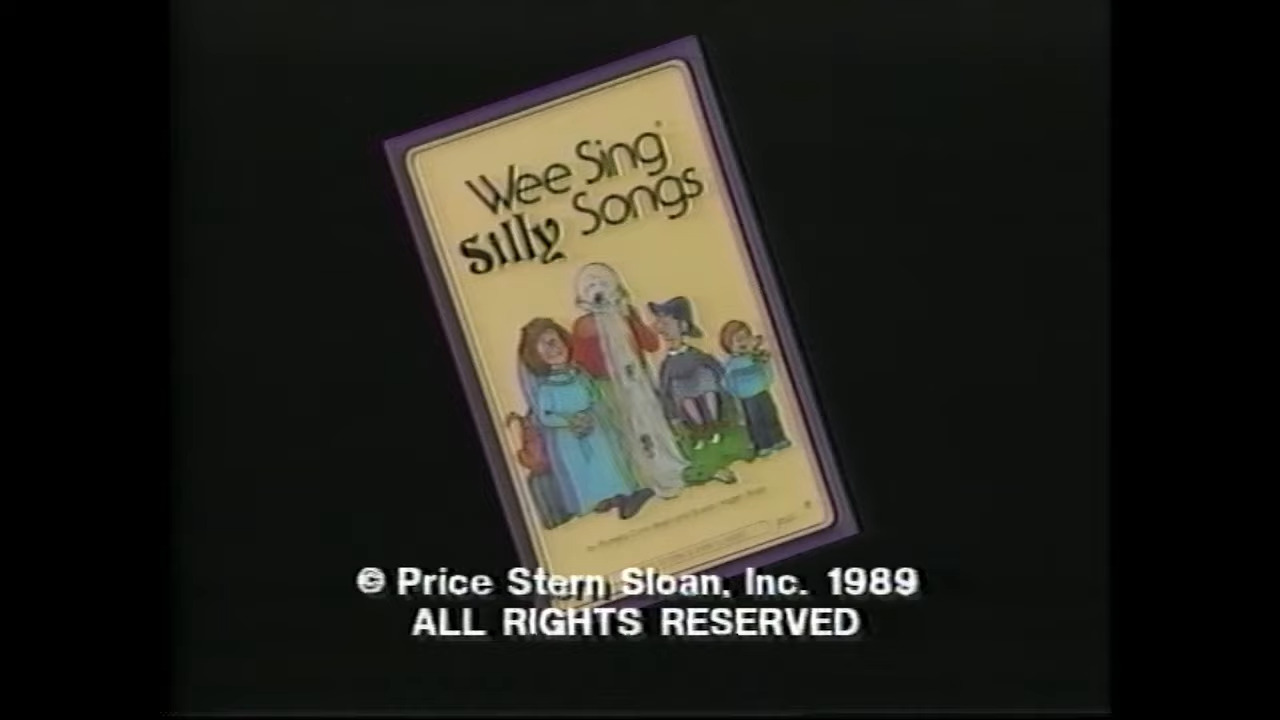 Wee Sing
Silly Songs
© Price Stern Sloan, Inc. 1989
ALL RIGHTS RESERVED